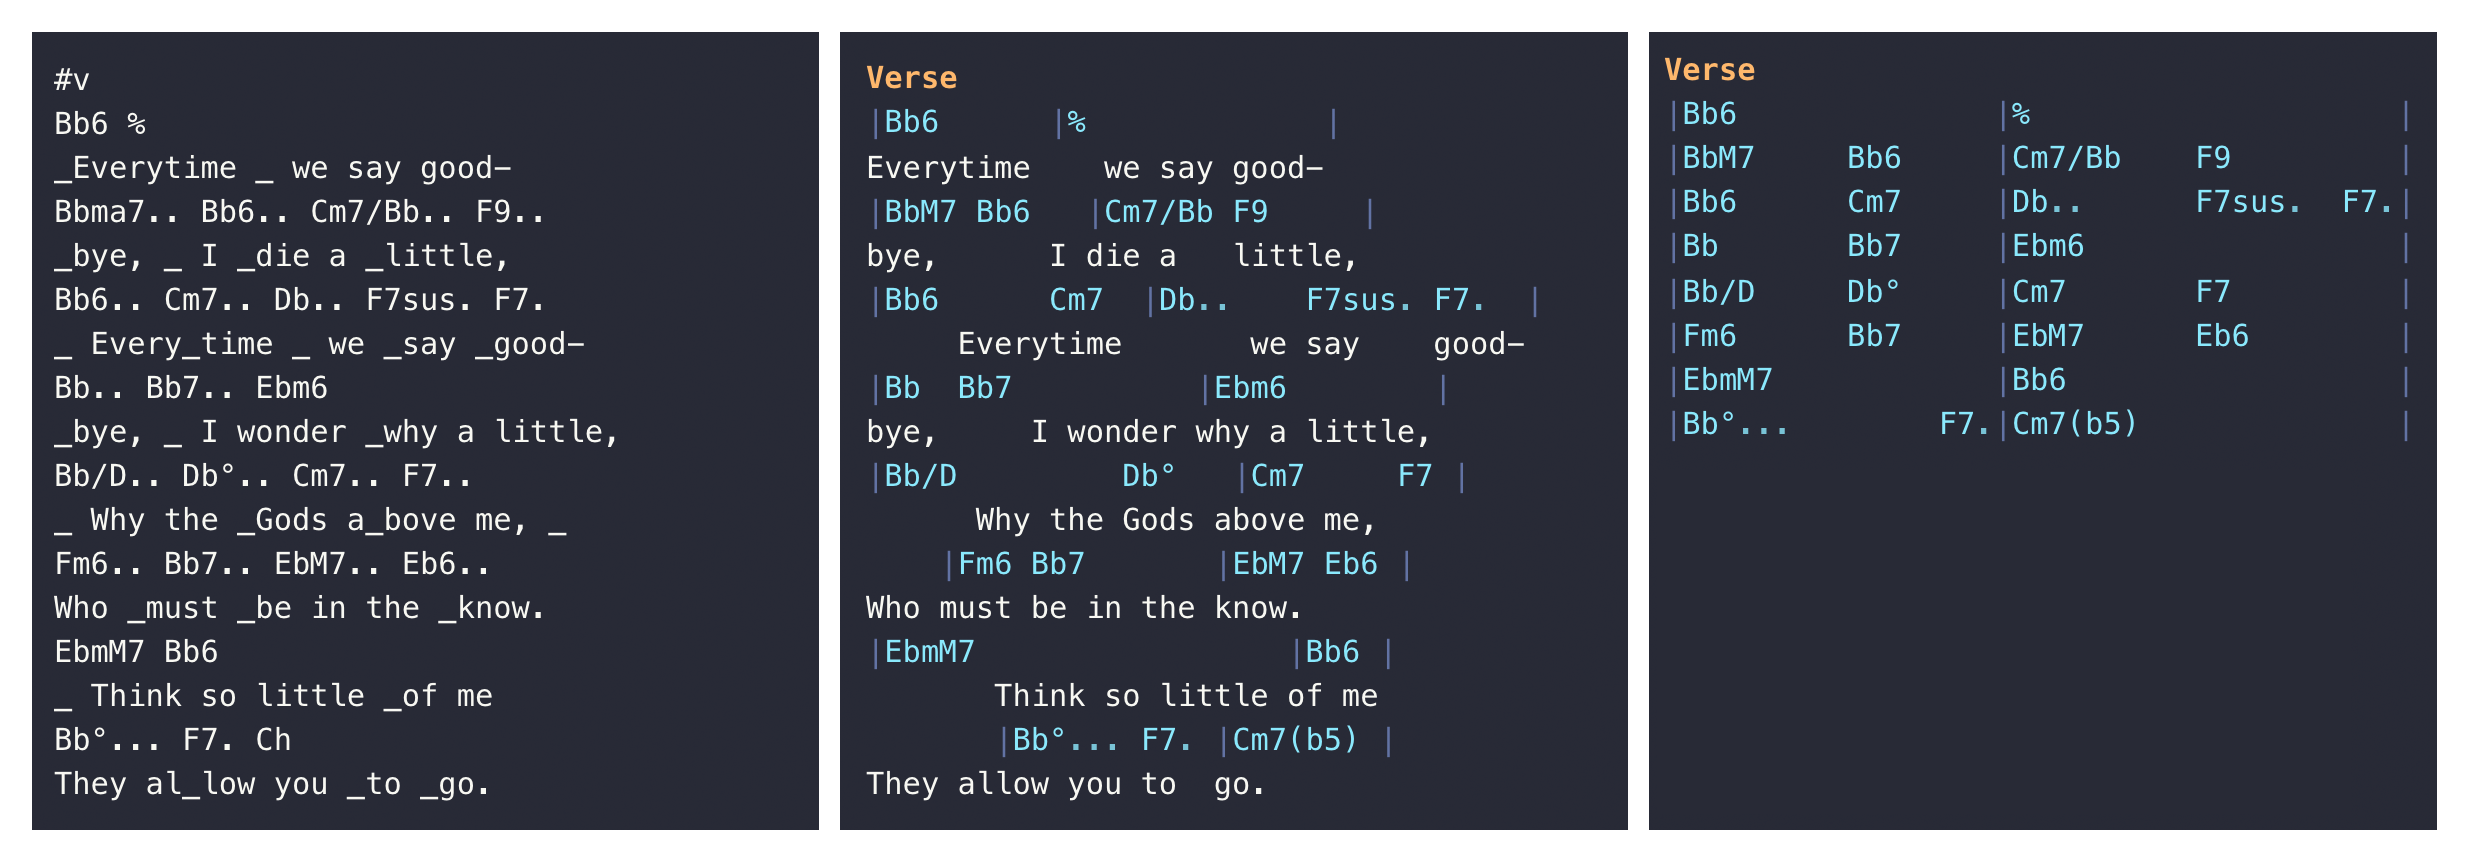 #v
Bb6 %
_Everytime _ we say good–
Bbma7.. Bb6.. Cm7/Bb.. F9..
_bye, _ I _die a _little,
Bb6.. Cm7.. Db.. F7sus. F7.
_ Every_time _ we _say _good–
Bb.. Bb7.. Ebm6
_bye, _ I wonder _why a little,
Bb/D.. Db°.. Cm7.. F7..
_ Why the _Gods a_bove me, _
Fm6.. Bb7.. EbM7.. Eb6..
Who _must _be in the _know.
EbmM7 Bb6
_ Think so little _of me
Bb°... F7. Ch
They al_low you _to _go.
Verse
|Bb6 |% |
Everytime we say good–
|BbM7 Bb6 |Cm7/Bb F9 |
bye, I die a little,
|Bb6 Cm7 |Db.. F7sus. F7. |
Everytime we say good–
|Bb Bb7 |Ebm6 |
bye, I wonder why a little,
|Bb/D Db° |Cm7 F7 |
Why the Gods above me,
|Fm6 Bb7 |EbM7 Eb6 |
Who must be in the know.
|EbmM7 |Bb6 |
Think so little of me
|Bb°... F7. |Cm7(b5) |
They allow you to go.
Verse
|Bb6 |% |
|BbM7 Bb6 |Cm7/Bb F9 |
|Bb6 Cm7 |Db.. F7sus. F7.|
|Bb Bb7 |Ebm6 |
|Bb/D Db° |Cm7 F7 |
|Fm6 Bb7 |EbM7 Eb6 |
|EbmM7 |Bb6 |
|Bb°... F7.|Cm7(b5) |